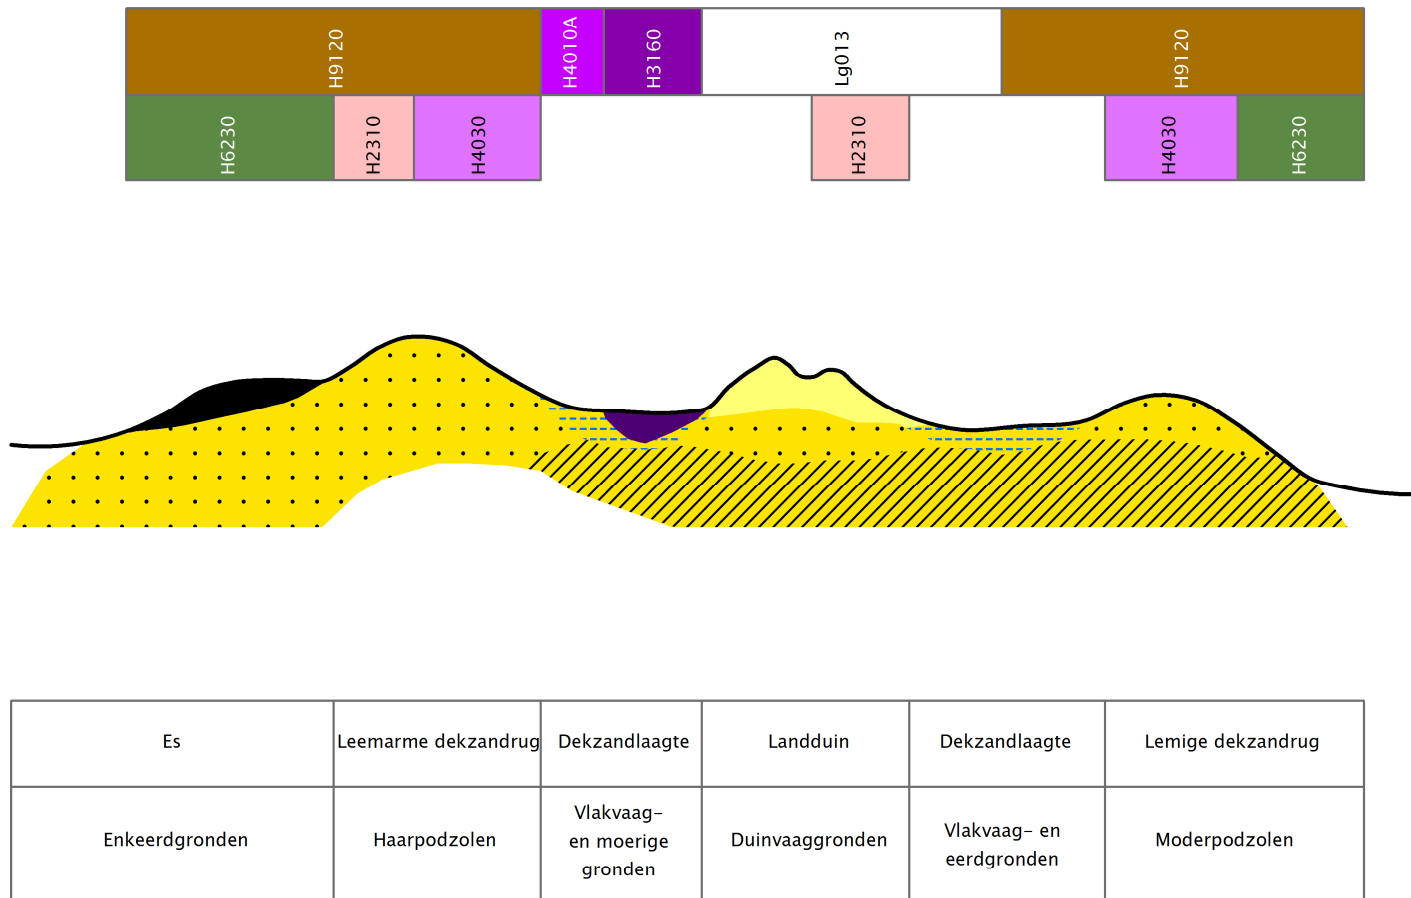 H9120
H4010A
H3160
Lg013
H9120
H6230
H2310
H4030
H2310
H4030
H6230
Es
Leemarme dekzandrug
Dekzandlaagte
Landduin
Dekzandlaagte
Lemige dekzandrug
Enkeerdgronden
Haarpodzolen
Vlakvaag-
en moerige
gronden
Duinvaaggronden
Vlakvaag- en
eerdgronden
Moderpodzolen